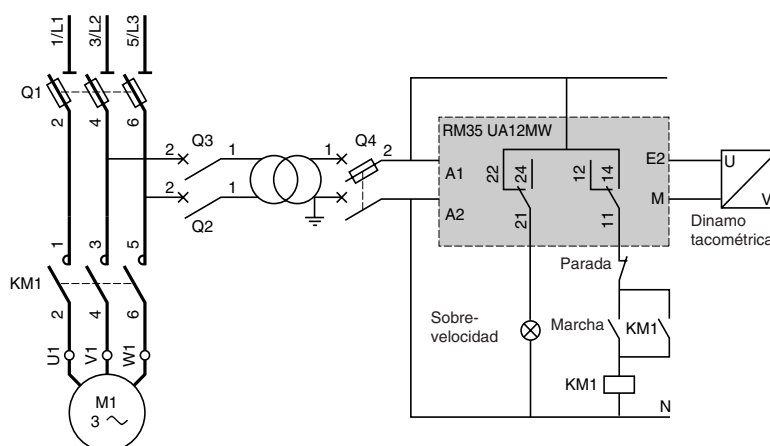 1/L1
3/L2
5/L3
Q1
2
4
6
2
Q3
1
2
1
Q2
1
Q4
2
RM35 UA12MW
A1
A2
22
24
21
12
14
11
E2
M
U
V
Dinamo
tacométrica
Parada
1
3
5
KM1
2
4
6
Sobre-
velocidad
Marcha
KM1
KM1
N
U1
V1
W1
M1
3